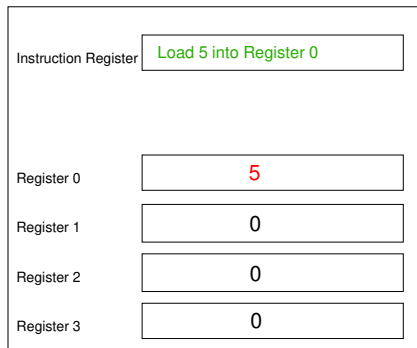 Instruction Register Load 5 into Register 0
Register 0 5
Register 1 0
Register 2 0
Register 3 0